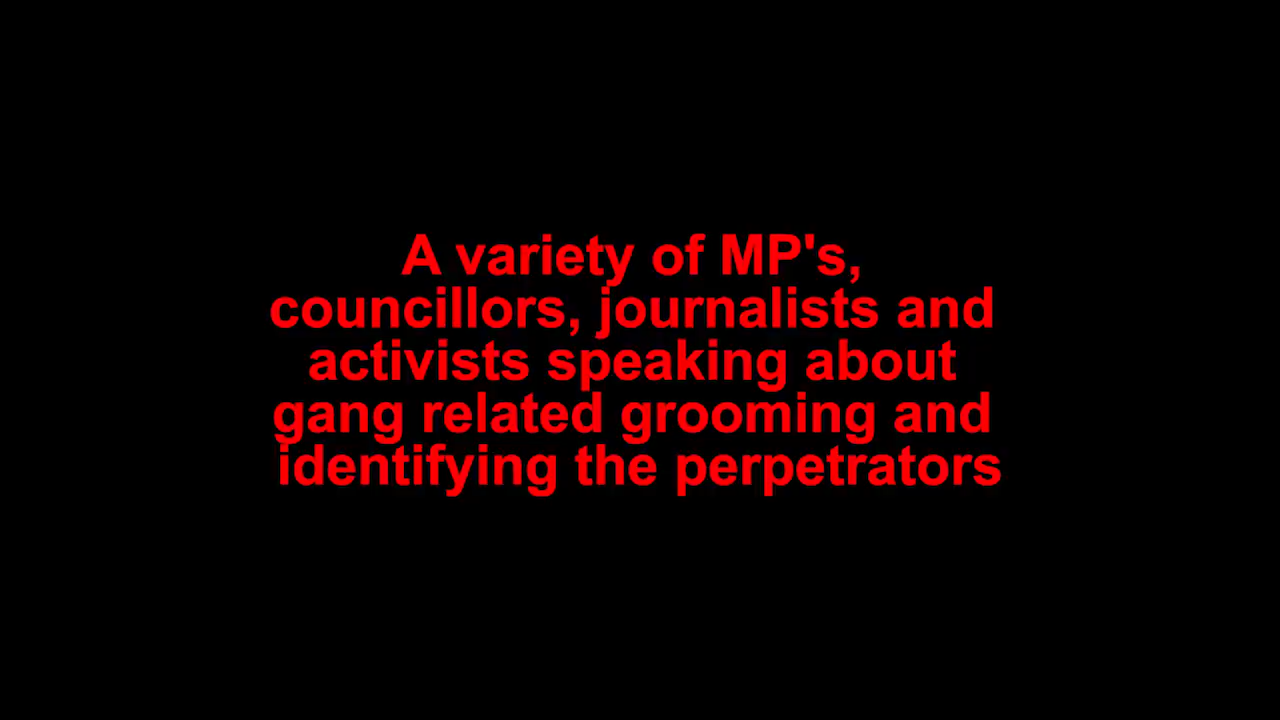 A variety of MP's,
councillors, journalists and
activists speaking about
gang related grooming and
identifying the perpetrators